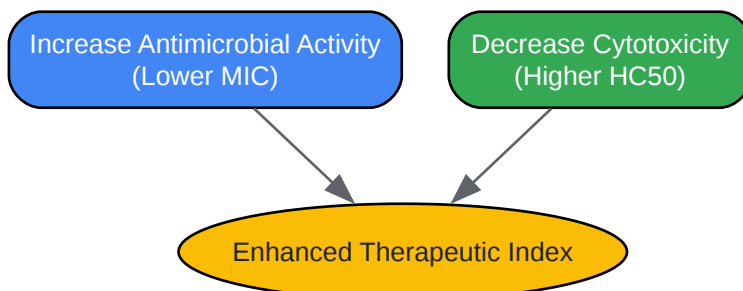 Increase Antimicrobial Activity
(Lower MIC)
Decrease Cytotoxicity
(Higher HC50)
Enhanced Therapeutic Index